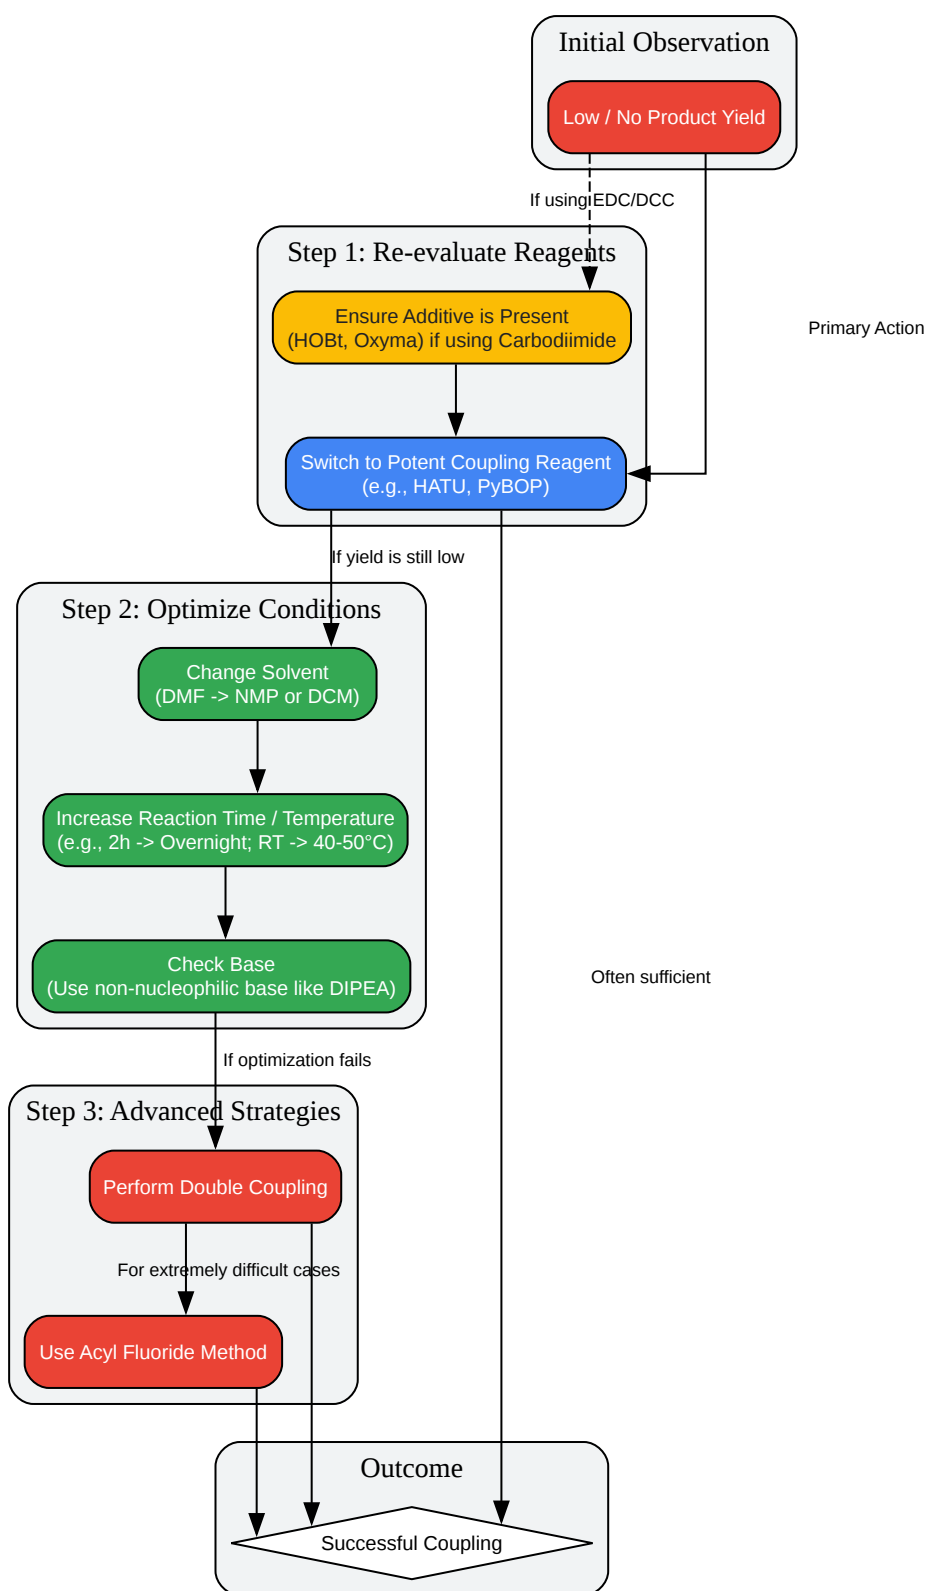 Initial Observation
Low / No Product Yield
If using EDC/DCC
Step 1: Re-evaluate Reagents
Ensure Additive is Present
(HOBt, Oxyma) if using Carbodiimide
Primary Action
Switch to Potent Coupling Reagent
(e.g., HATU, PyBOP)
If yield is still low
Step 2: Optimize Conditions
Change Solvent
(DMF -> NMP or DCM)
Increase Reaction Time / Temperature
(e.g., 2h -> Overnight; RT -> 40-50°C)
Check Base
(Use non-nucleophilic base like DIPEA)
Often sufficient
If optimization fails
Step 3: Advanced Strategies
Perform Double Coupling
For extremely difficult cases
Use Acyl Fluoride Method
Outcome
Successful Coupling